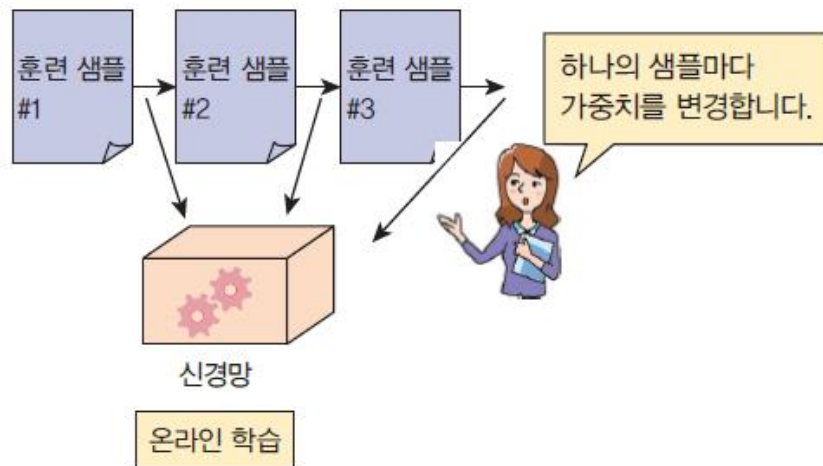 훈련 샘플
#1
훈련 샘플
#2
훈련 샘플
#3
하나의 샘플마다
가중치를 변경합니다.
신경망
온라인 학습